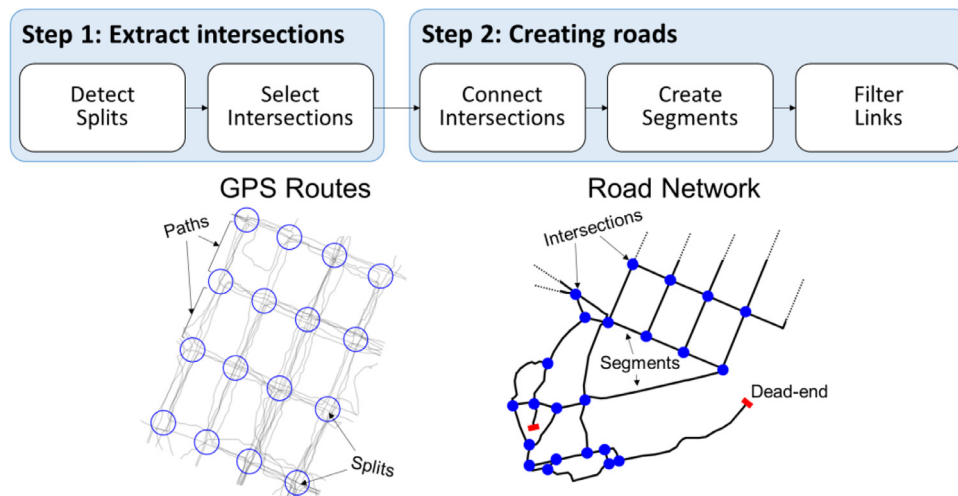 Step 1: Extract intersections
Step 2: Creating roads
Detect
Splits
Select
Intersections
Connect
Intersections
Create
Segments
Filter
Links
GPS Routes
Road Network
Paths
Splits
Intersections
Segments
Dead-end